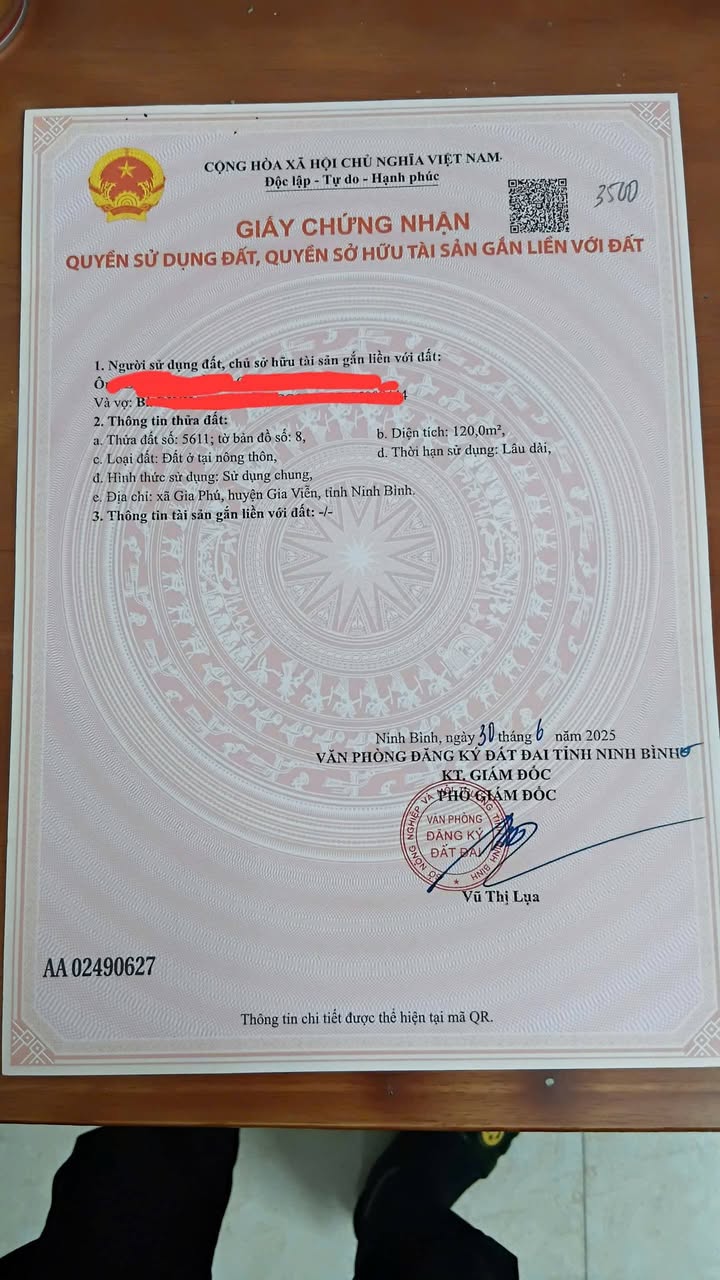 CỘNG HÒA XÃ HỘI CHỦ NGHĨA VIỆT NAM
Độc lập - Tự do - Hạnh phúc
3500
GIẤY CHỨNG NHẬN
QUYỀN SỬ DỤNG ĐẤT, QUYỀN SỞ HỮU TÀI SẢN GẮN LIỀN VỚI ĐẤT
1. Người sử dụng đất, chủ sở hữu tài sản gắn liền với đất:
Và vợ:
2. Thông tin thửa đất:
a. Thửa đất số: 5611; tờ bản đồ số: 8, b. Diện tích: 120,0m²,
c. Loại đất: Đất ở tại nông thôn, d. Thời hạn sử dụng: Lâu dài,
đ. Hình thức sử dụng: Sử dụng chung,
e. Địa chỉ: xã Gia Phú, huyện Gia Viễn, tỉnh Ninh Bình.
3. Thông tin tài sản gắn liền với đất: -/-
Ninh Bình, ngày 30 tháng 6 năm 2025
VĂN PHÒNG ĐĂNG KÝ ĐẤT ĐAI TỈNH NINH BÌNH
KT. GIÁM ĐỐC
PHÓ GIÁM ĐỐC
VĂN PHÒNG
ĐĂNG KÝ
ĐẤT ĐAI
Vũ Thị Lụa
AA 02490627
Thông tin chi tiết được thể hiện tại mã QR.